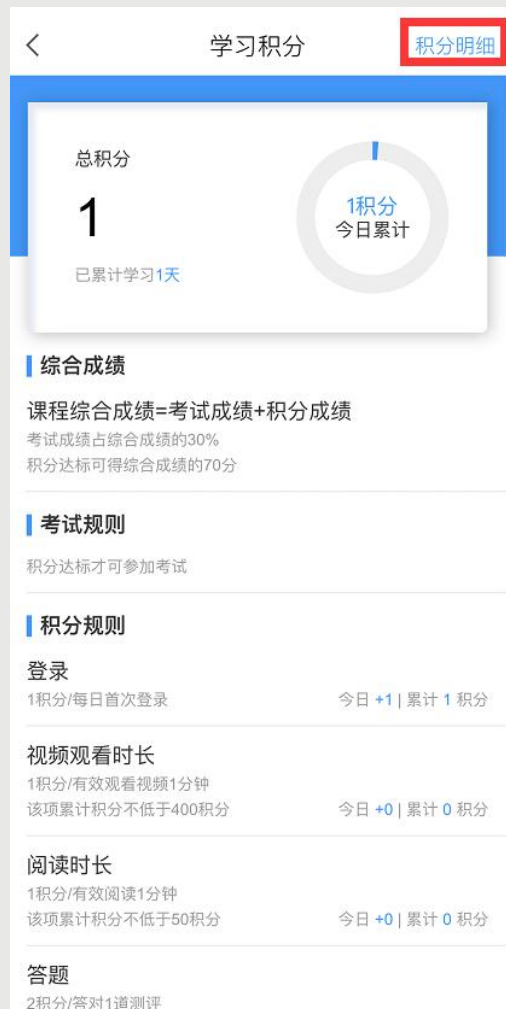 学习积分
积分明细
总积分
1
已累计学习1天
1积分
今日累计
综合成绩
课程综合成绩=考试成绩+积分成绩
考试成绩占综合成绩的30%
积分达标可得综合成绩的70分
考试规则
积分达标才可参加考试
积分规则
登录
1积分/每日首次登录
今日 +1 | 累计 1 积分
视频观看时长
1积分/有效观看视频1分钟
该项累计积分不低于400积分
今日 +0 | 累计 0 积分
阅读时长
1积分/有效阅读1分钟
该项累计积分不低于50积分
今日 +0 | 累计 0 积分
答题
2积分/答对1道测评